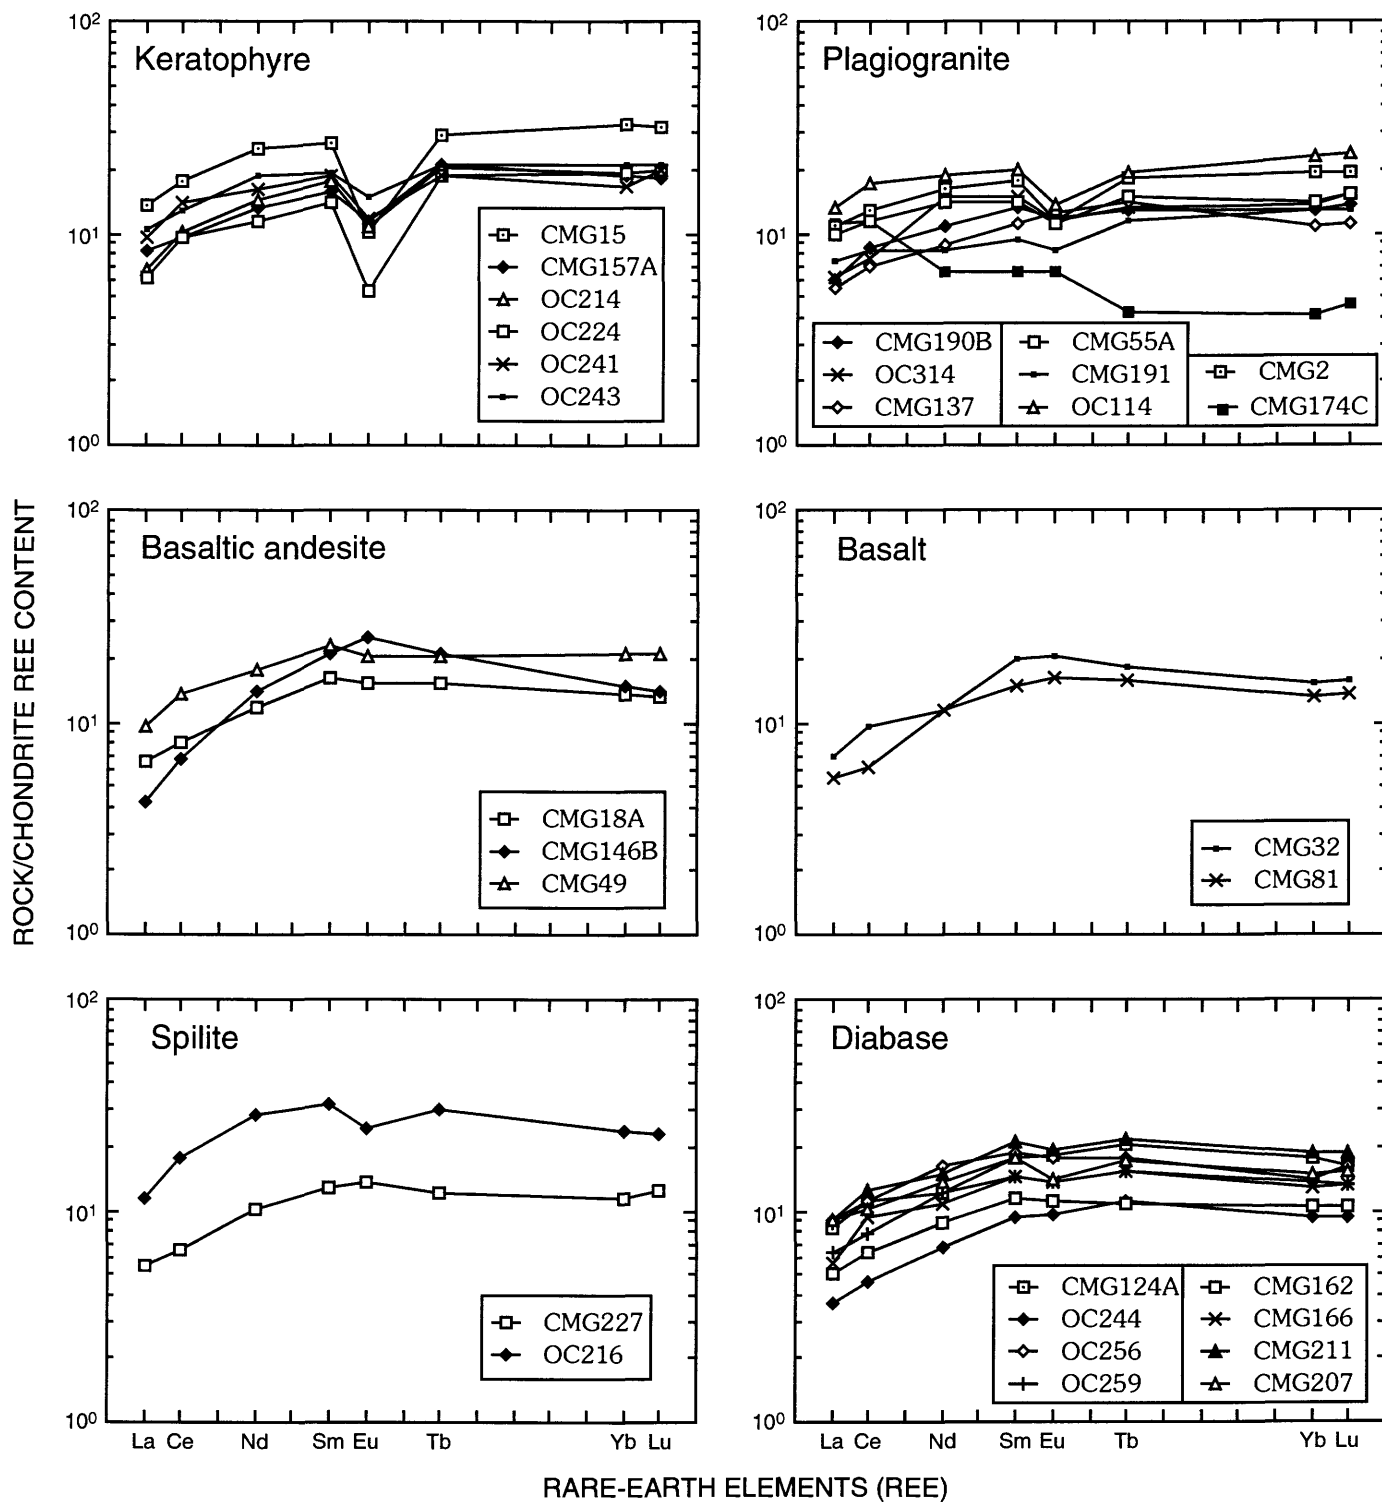 ROCK/CHONDRITE REE CONTENT
10²
10¹
10⁰
Keratophyre
CMG15
CMG157A
OC214
OC224
OC241
OC243
10²
10¹
10⁰
Plagiogranite
CMG190B
OC314
CMG137
CMG55A
CMG191
OC114
CMG2
CMG174C
10²
10¹
10⁰
Basaltic andesite
CMG18A
CMG146B
CMG49
10²
10¹
10⁰
Basalt
CMG32
CMG81
10²
10¹
10⁰
Spilite
CMG227
OC216
La Ce Nd Sm Eu Tb Yb Lu
10²
10¹
10⁰
Diabase
CMG124A
OC244
OC256
OC259
CMG162
CMG166
CMG211
CMG207
La Ce Nd Sm Eu Tb Yb Lu
RARE-EARTH ELEMENTS (REE)